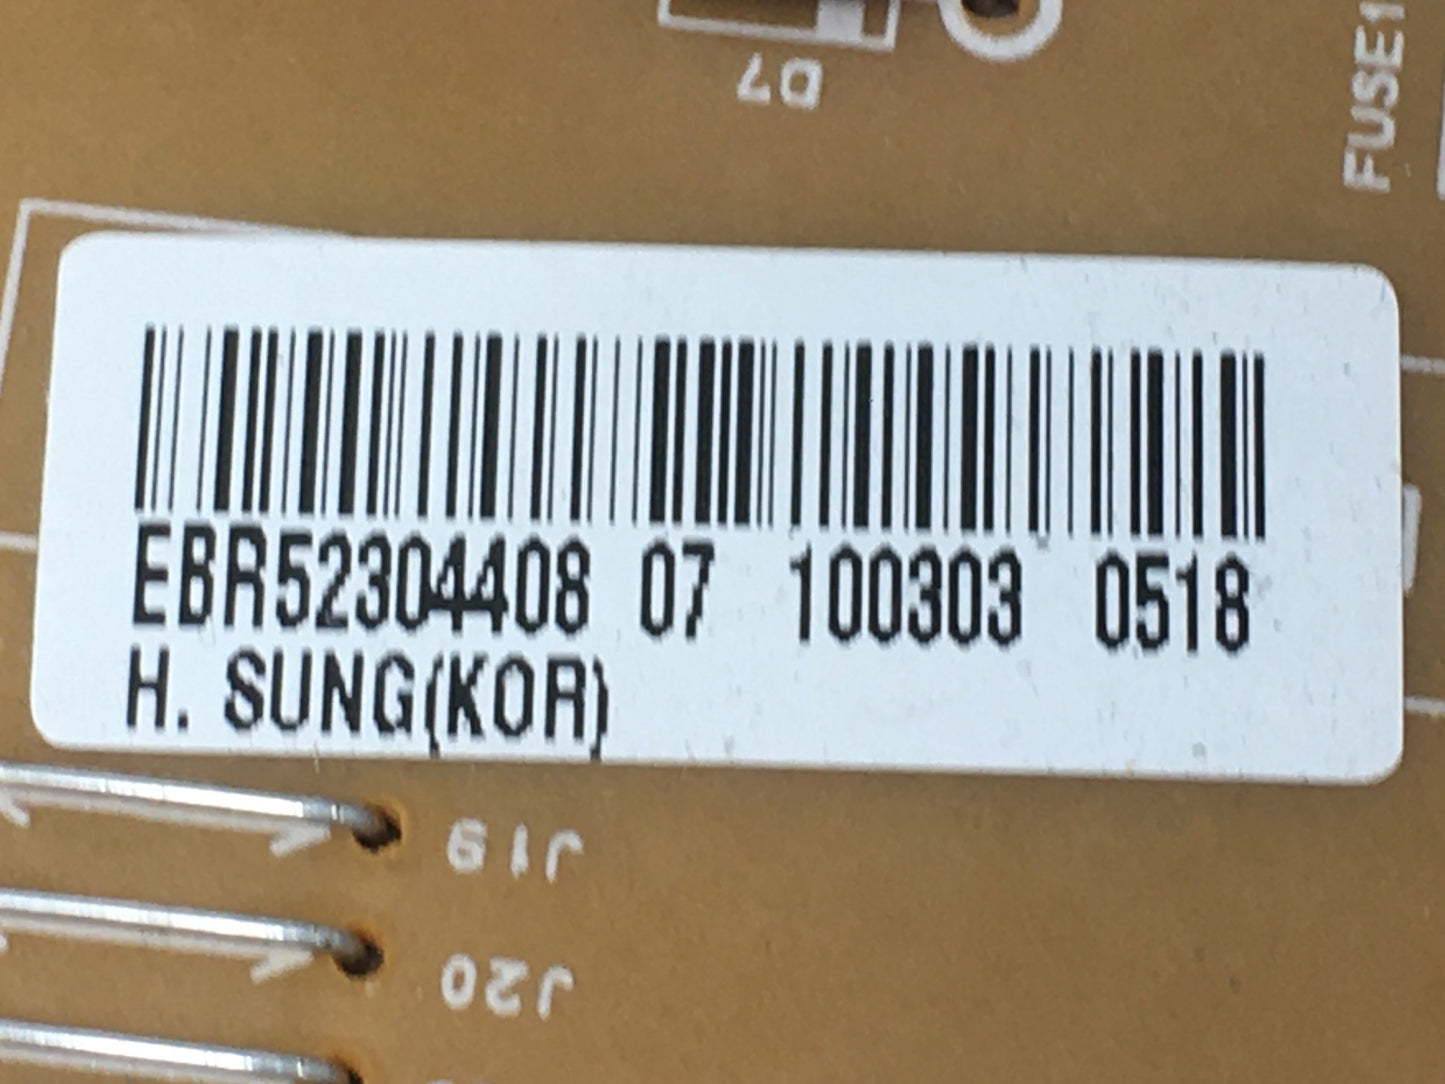 D7
FUSE1
EBR52304408 07 100303 0518
H. SUNG(KOR)
J19
J20